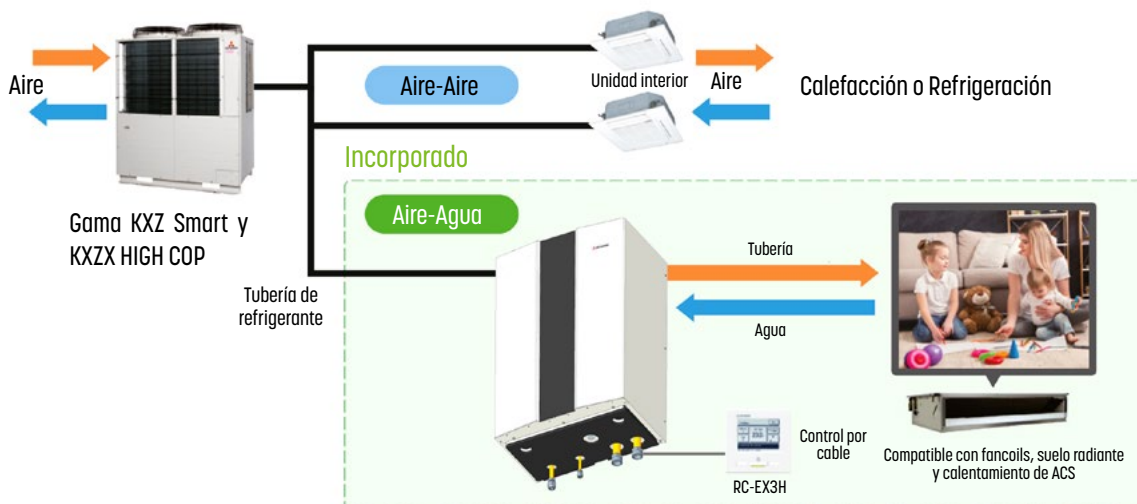 Aire
Gama KXZ Smart y
KXZX HIGH COP
Aire-Aire
Unidad interior
Aire
Calefacción o Refrigeración
Incorporado
Aire-Agua
Tubería de
refrigerante
Tubería
Agua
Control por
cable
RC-EX3H
Compatible con fancoils, suelo radiante
y calentamiento de ACS